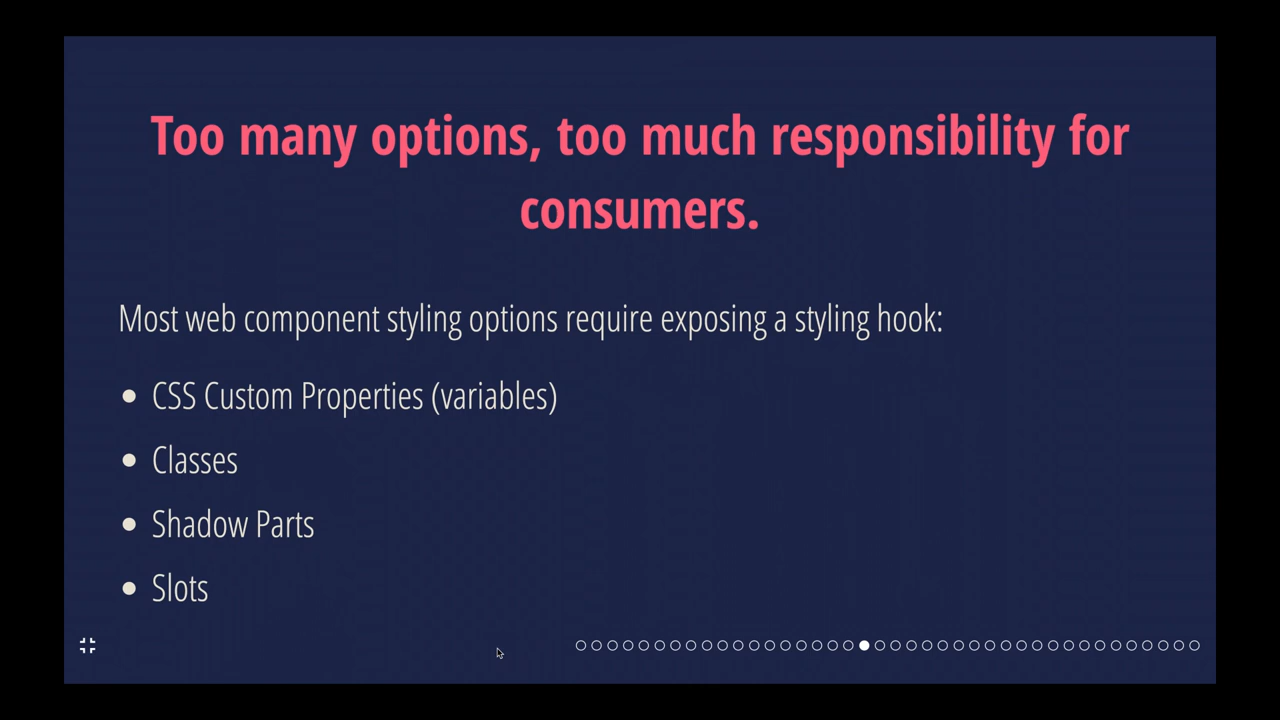 Too many options, too much responsibility for
consumers.
Most web component styling options require exposing a styling hook:
CSS Custom Properties (variables)
Classes
Shadow Parts
Slots